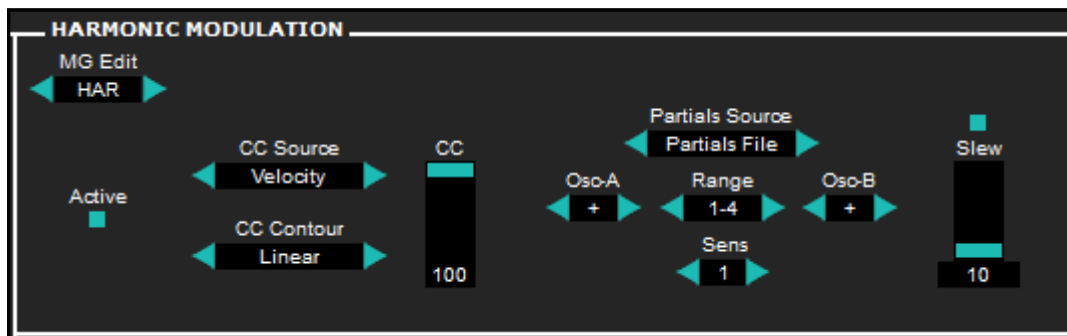 HARMONIC MODULATION
MG Edit
HAR
Active
CC Source
Velocity
CC Contour
Linear
CC
100
Partials Source
Partials File
Osc-A
+
Range
1-4
Osc-B
+
Sens
1
Slew
10